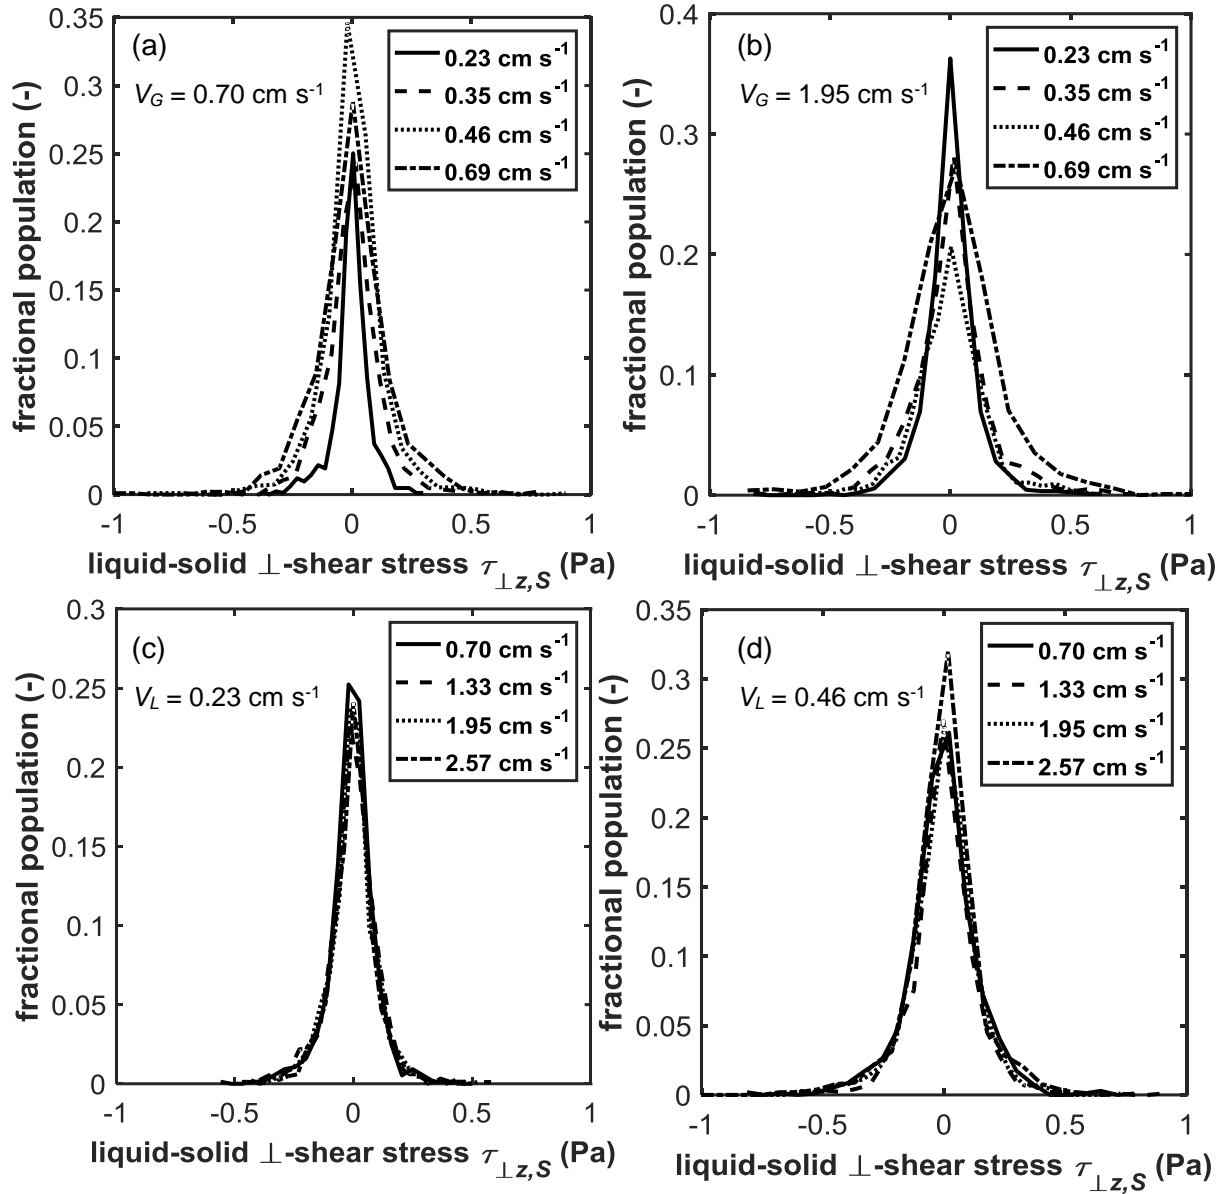 (a)
V_G = 0.70 cm s⁻¹
0.23 cm s⁻¹
0.35 cm s⁻¹
0.46 cm s⁻¹
0.69 cm s⁻¹
0.35
0.3
0.25
0.2
0.15
0.1
0.05
0
fractional population (-)
-1 -0.5 0 0.5 1
liquid-solid ⊥-shear stress τ⊥z,S (Pa)
(b)
V_G = 1.95 cm s⁻¹
0.23 cm s⁻¹
0.35 cm s⁻¹
0.46 cm s⁻¹
0.69 cm s⁻¹
0.4
0.3
0.2
0.1
0
fractional population (-)
-1 -0.5 0 0.5 1
liquid-solid ⊥-shear stress τ⊥z,S (Pa)
(c)
V_L = 0.23 cm s⁻¹
0.70 cm s⁻¹
1.33 cm s⁻¹
1.95 cm s⁻¹
2.57 cm s⁻¹
0.3
0.25
0.2
0.15
0.1
0.05
0
fractional population (-)
-1 -0.5 0 0.5 1
liquid-solid ⊥-shear stress τ⊥z,S (Pa)
(d)
V_L = 0.46 cm s⁻¹
0.70 cm s⁻¹
1.33 cm s⁻¹
1.95 cm s⁻¹
2.57 cm s⁻¹
0.35
0.3
0.25
0.2
0.15
0.1
0.05
0
fractional population (-)
-1 -0.5 0 0.5 1
liquid-solid ⊥-shear stress τ⊥z,S (Pa)